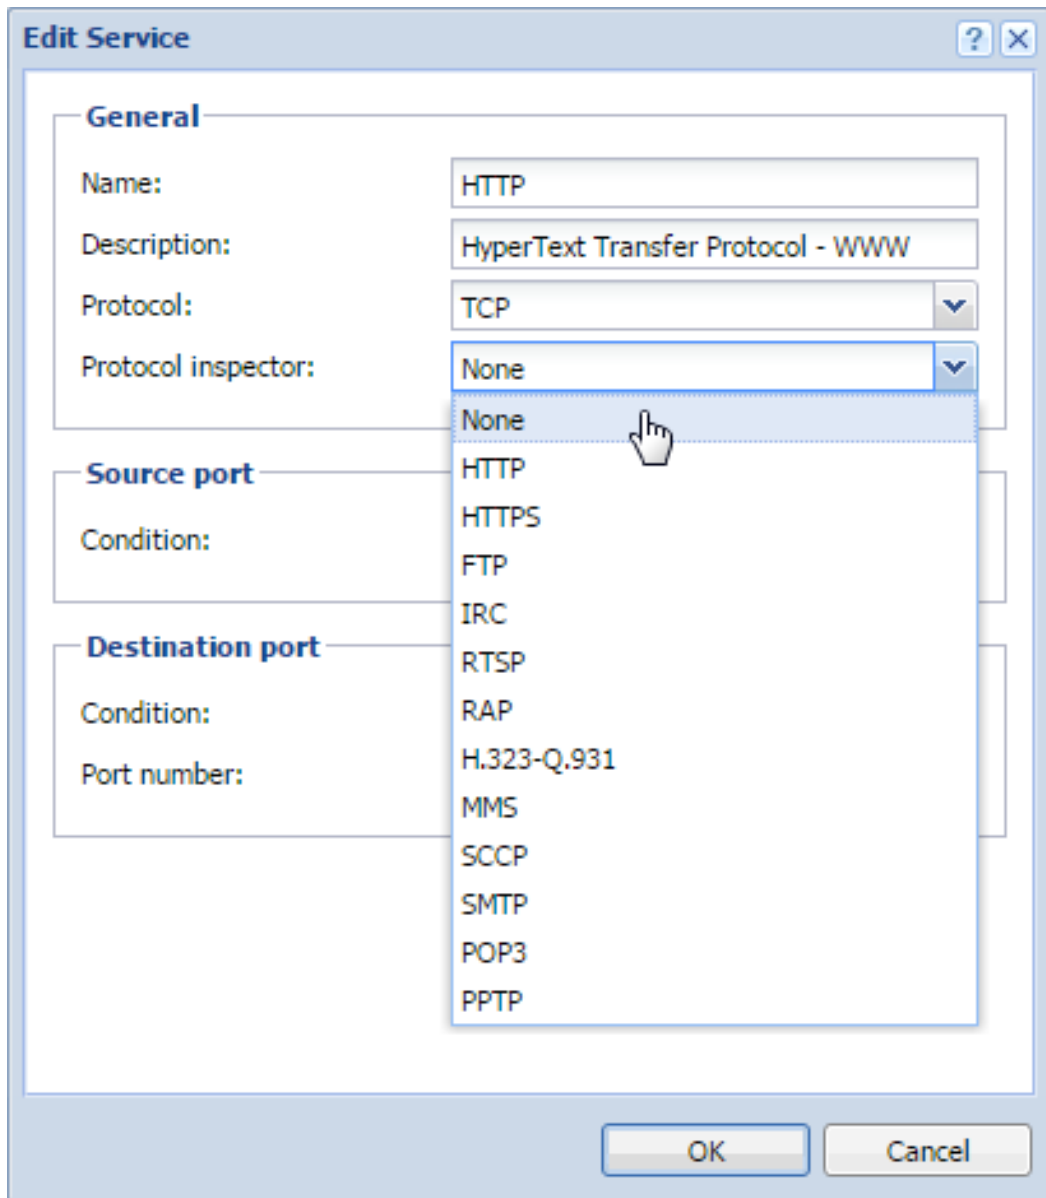 Edit Service
General
Name: HTTP
Description: HyperText Transfer Protocol - WWW
Protocol: TCP
Protocol inspector: None
None
HTTP
HTTPS
FTP
IRC
RTSP
RAP
H.323-Q.931
MMS
SCCP
SMTP
POP3
PPTP
Source port
Condition:
Destination port
Condition:
Port number:
OK Cancel